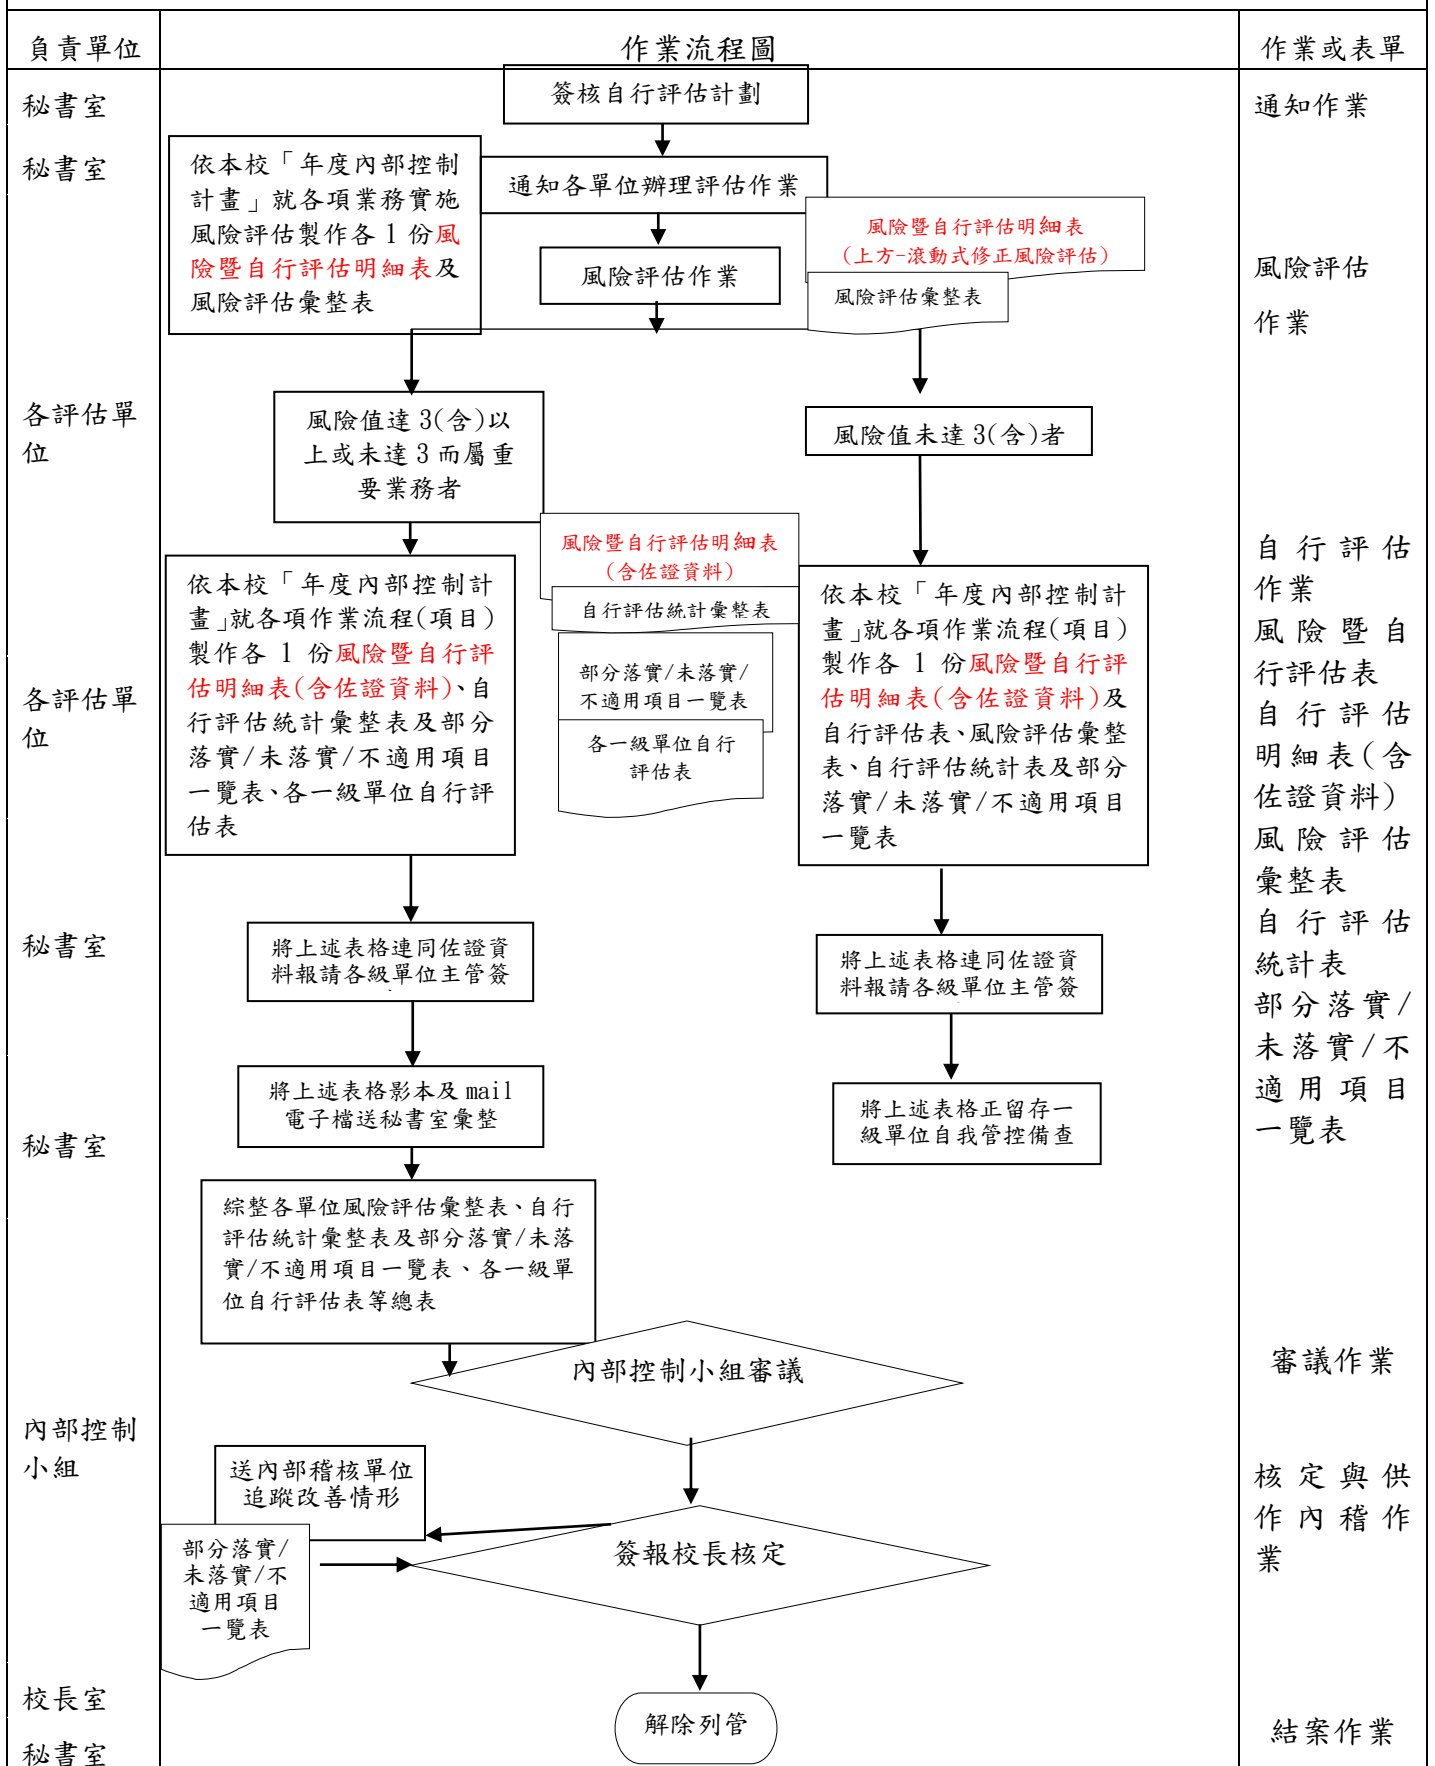 負責單位
作業流程圖
作業或表單
秘書室
簽核自行評估計劃
通知作業
秘書室
依本校「年度內部控制
計畫」就各項業務實施
風險評估製作各 1 份風
險暨自行評估明細表及
風險評估彙整表
通知各單位辦理評估作業
風險暨自行評估明細表
(上方-滾動式修正風險評估)
風險評估作業
風險評估彙整表
風險評估
作業
各評估單
位
風險值達 3(含)以
上或未達 3 而屬重
要業務者
風險值未達 3(含)者
風險暨自行評估明細表
(含佐證資料)
自行評估統計彙整表
部分落實/未落實/
不適用項目一覽表
各一級單位自行
評估表
各評估單
位
依本校「年度內部控制計
畫」就各項作業流程(項目)
製作各 1 份風險暨自行評
估明細表(含佐證資料)、自
行評估統計彙整表及部分
落實/未落實/不適用項目
一覽表、各一級單位自行評
估表
依本校「年度內部控制計
畫」就各項作業流程(項目)
製作各 1 份風險暨自行評
估明細表(含佐證資料)及
自行評估表、風險評估彙整
表、自行評估統計表及部分
落實/未落實/不適用項目
一覽表
自行評估
作業
風險暨自
行評估表
自行評估
明細表(含
佐證資料)
風險評估
彙整表
自行評估
統計表
部分落實/
未落實/不
適用項目
一覽表
秘書室
將上述表格連同佐證資
料報請各級單位主管簽
將上述表格連同佐證資
料報請各級單位主管簽
秘書室
將上述表格影本及 mail
電子檔送秘書室彙整
將上述表格正留存一
級單位自我管控備查
綜整各單位風險評估彙整表、自行
評估統計彙整表及部分落實/未落
實/不適用項目一覽表、各一級單
位自行評估表等總表
內部控制小組審議
審議作業
內部控制
小組
送內部稽核單位
追蹤改善情形
部分落實/
未落實/不
適用項目
一覽表
簽報校長核定
核定與供
作內稽作
業
校長室
解除列管
結案作業
秘書室